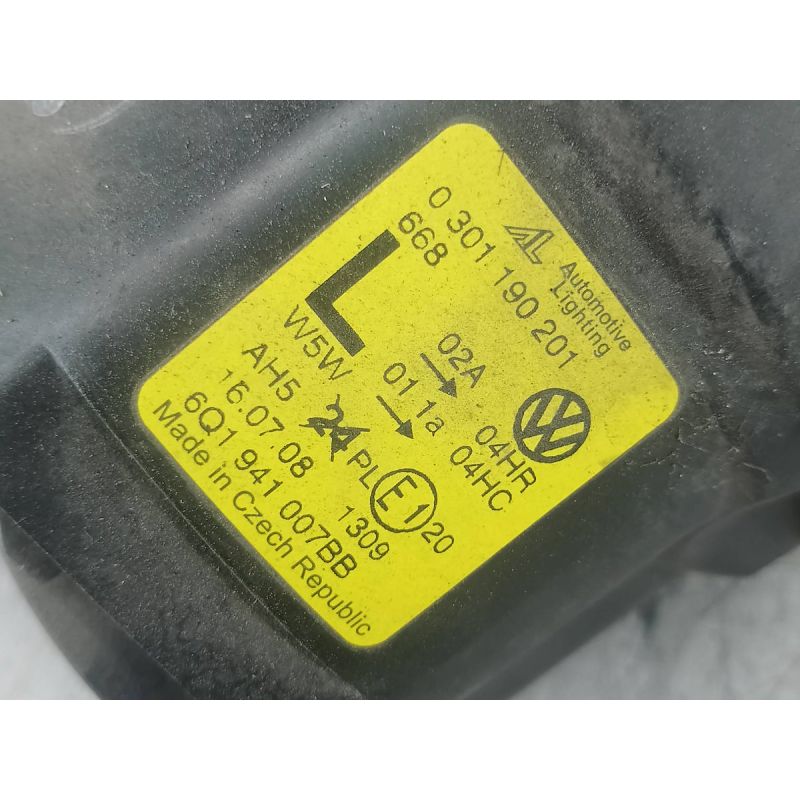 AL Automotive
Lighting
0 301 190 201
668
L
02A 04HR
W5W 01 1a 04HC
AH5 24 PL E1 20
16.07.08 1309
6Q1 941 007BB
Made in Czech Republic